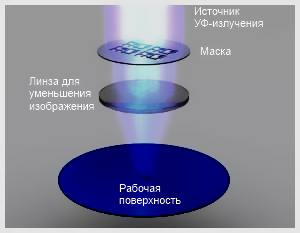 Источник
УФ-излучения
Маска
Линза для
уменьшения
изображения
Рабочая
поверхность